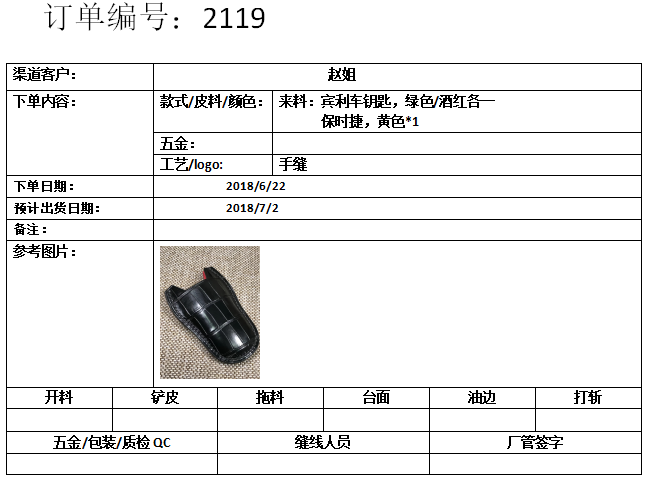 订单编号：2119
渠道客户： 赵姐
下单内容： 款式/皮料/颜色： 来料：宾利车钥匙，绿色/酒红各一
保时捷，黄色*1
五金：
工艺/logo: 手缝
下单日期： 2018/6/22
预计出货日期： 2018/7/2
备注：
参考图片：
开料 铲皮 拖料 台面 油边 打斩
五金/包装/质检 QC 缝线人员 厂管签字